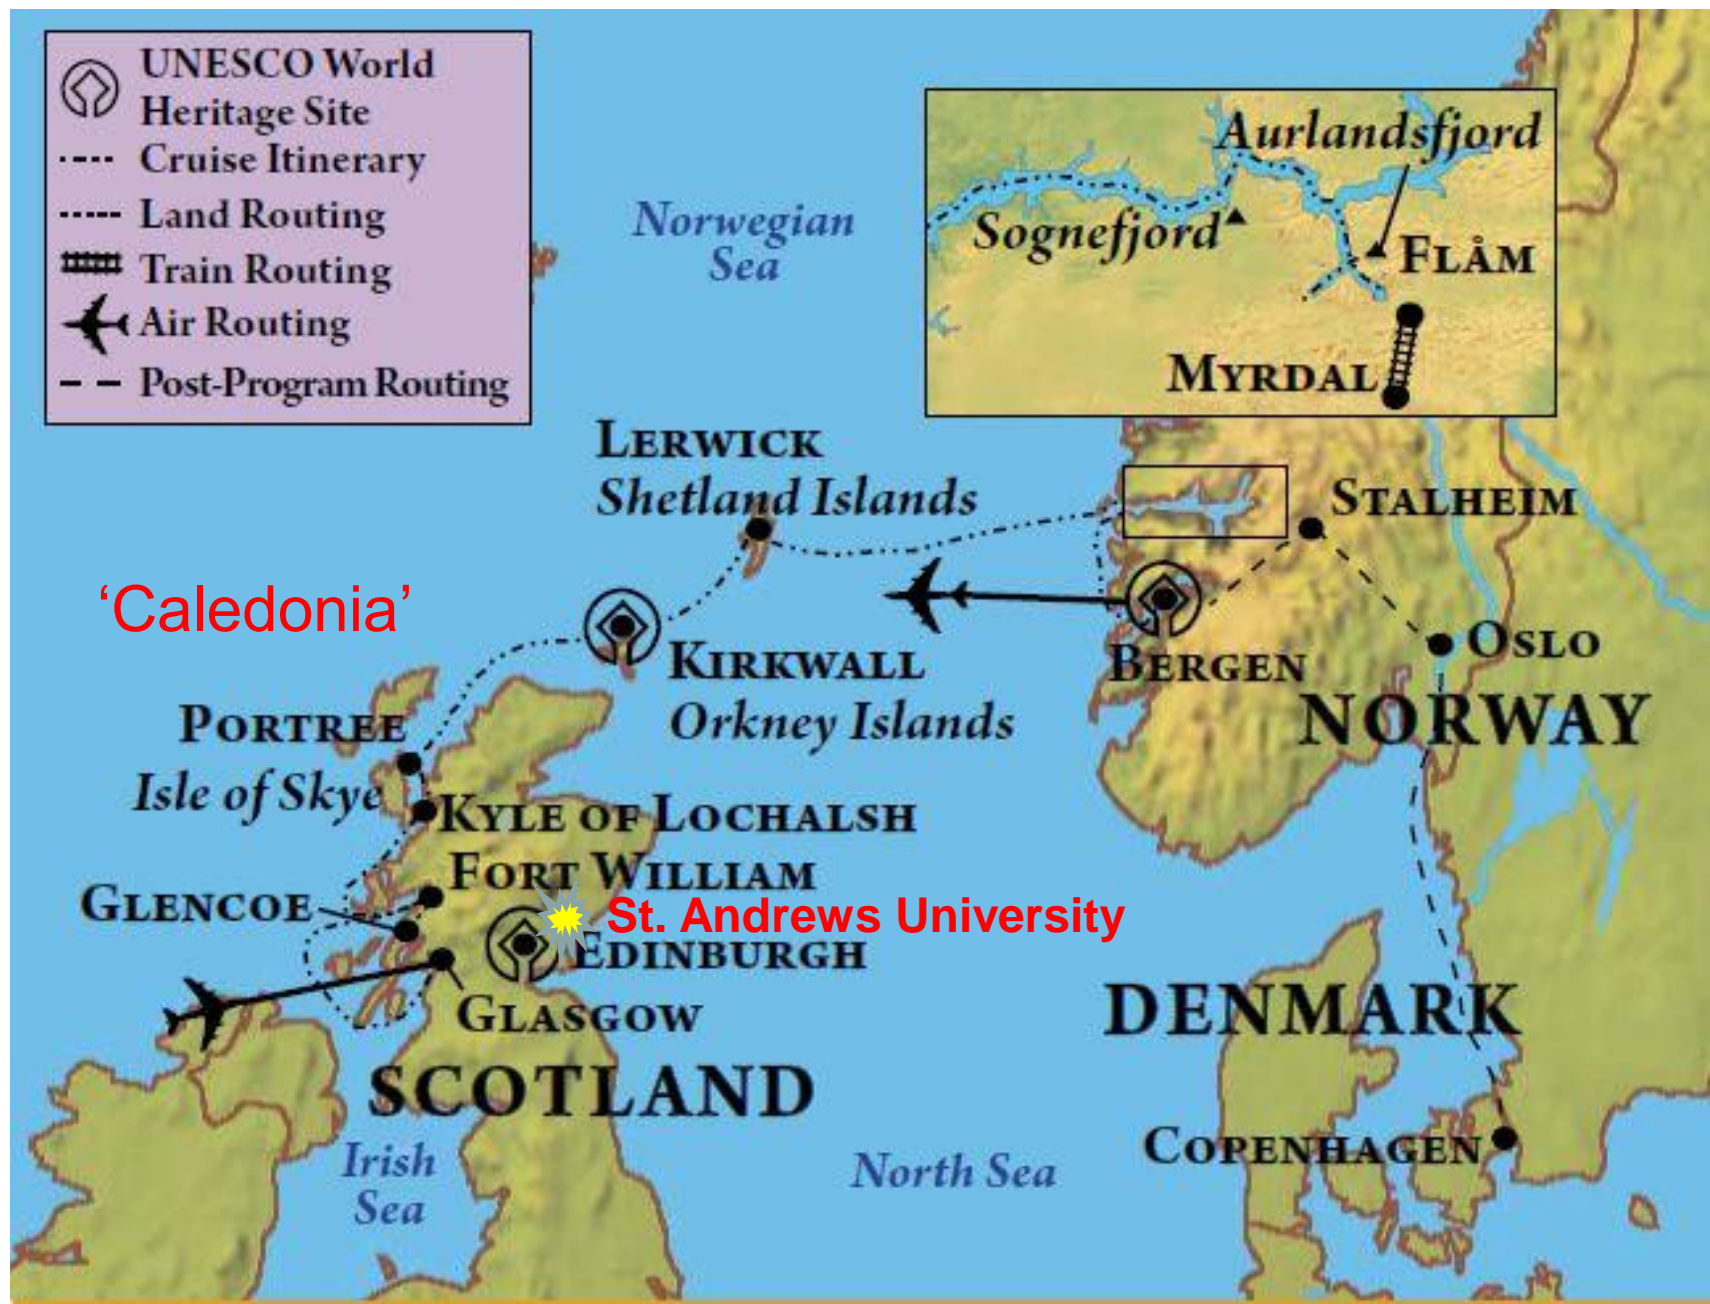 UNESCO World
Heritage Site
Cruise Itinerary
Land Routing
Train Routing
Air Routing
Post-Program Routing
Norwegian
Sea
Aurlandsfjord
Sognefjord
FLÅM
MYRDAL
LERWICK
Shetland Islands
STALHEIM
‘Caledonia’
KIRKWALL
Orkney Islands
BERGEN
OSLO
NORWAY
PORTREE
Isle of Skye
KYLE OF LOCHALSH
FORT WILLIAM
GLENCOE
St. Andrews University
EDINBURGH
GLASGOW
DENMARK
SCOTLAND
COPENHAGEN
Irish
Sea
North Sea